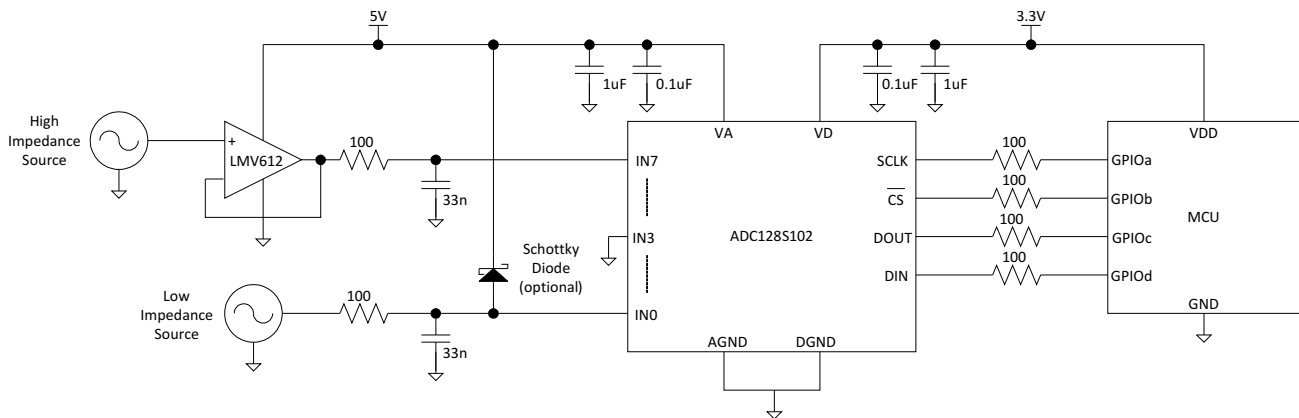 5V
3.3V
1uF
0.1uF
0.1uF
1uF
High
Impedance
Source
+
-
LMV612
100
33n
VA
VD
VDD
IN7
IN3
IN0
ADC128S102
SCLK
CS
DOUT
DIN
100
100
100
100
GPIOa
GPIOb
GPIOc
GPIOd
MCU
GND
Schottky
Diode
(optional)
Low
Impedance
Source
100
33n
AGND
DGND